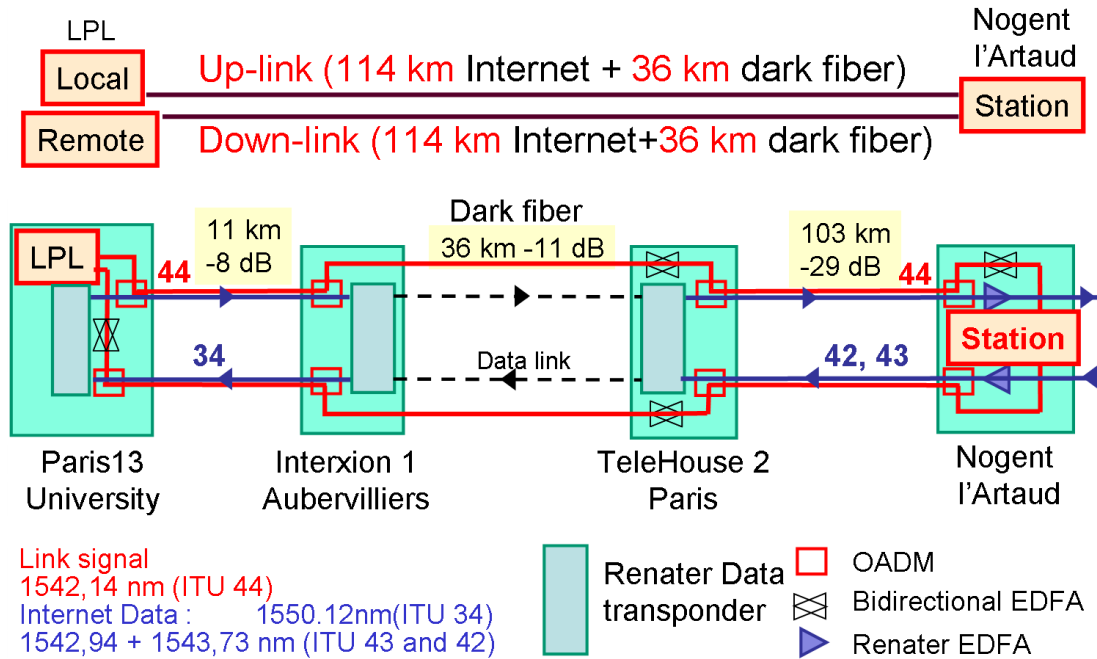 LPL
Nogent
l'Artaud
Local
Up-link (114 km Internet + 36 km dark fiber)
Station
Remote
Down-link (114 km Internet+36 km dark fiber)
11 km
-8 dB
Dark fiber
36 km -11 dB
103 km
-29 dB
LPL
44
44
34
Data link
42, 43
Station
Paris13
University
Interxion 1
Aubervilliers
TeleHouse 2
Paris
Nogent
l'Artaud
Link signal
1542,14 nm (ITU 44)
Internet Data : 1550.12nm(ITU 34)
1542,94 + 1543,73 nm (ITU 43 and 42)
Renater Data
transponder
OADM
Bidirectional EDFA
Renater EDFA